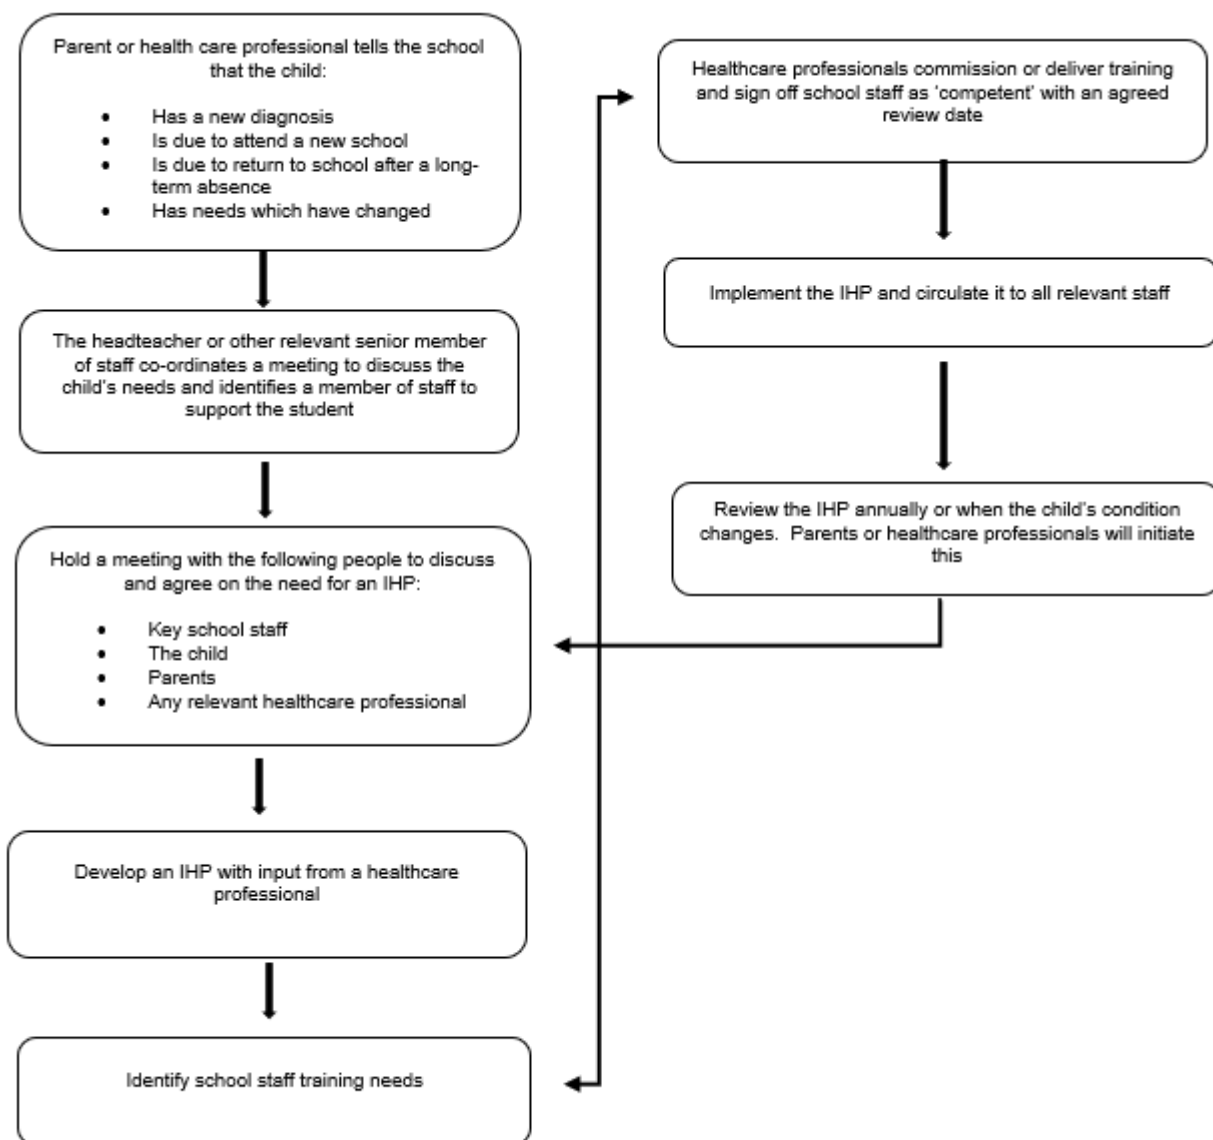 Parent or health care professional tells the school
that the child:
• Has a new diagnosis
• Is due to attend a new school
• Is due to return to school after a long-
term absence
• Has needs which have changed
The headteacher or other relevant senior member
of staff co-ordinates a meeting to discuss the
child's needs and identifies a member of staff to
support the student
Hold a meeting with the following people to discuss
and agree on the need for an IHP:
• Key school staff
• The child
• Parents
• Any relevant healthcare professional
Develop an IHP with input from a healthcare
professional
Identify school staff training needs
Healthcare professionals commission or deliver training
and sign off school staff as ‘competent’ with an agreed
review date
Implement the IHP and circulate it to all relevant staff
Review the IHP annually or when the child's condition
changes.  Parents or healthcare professionals will initiate
this